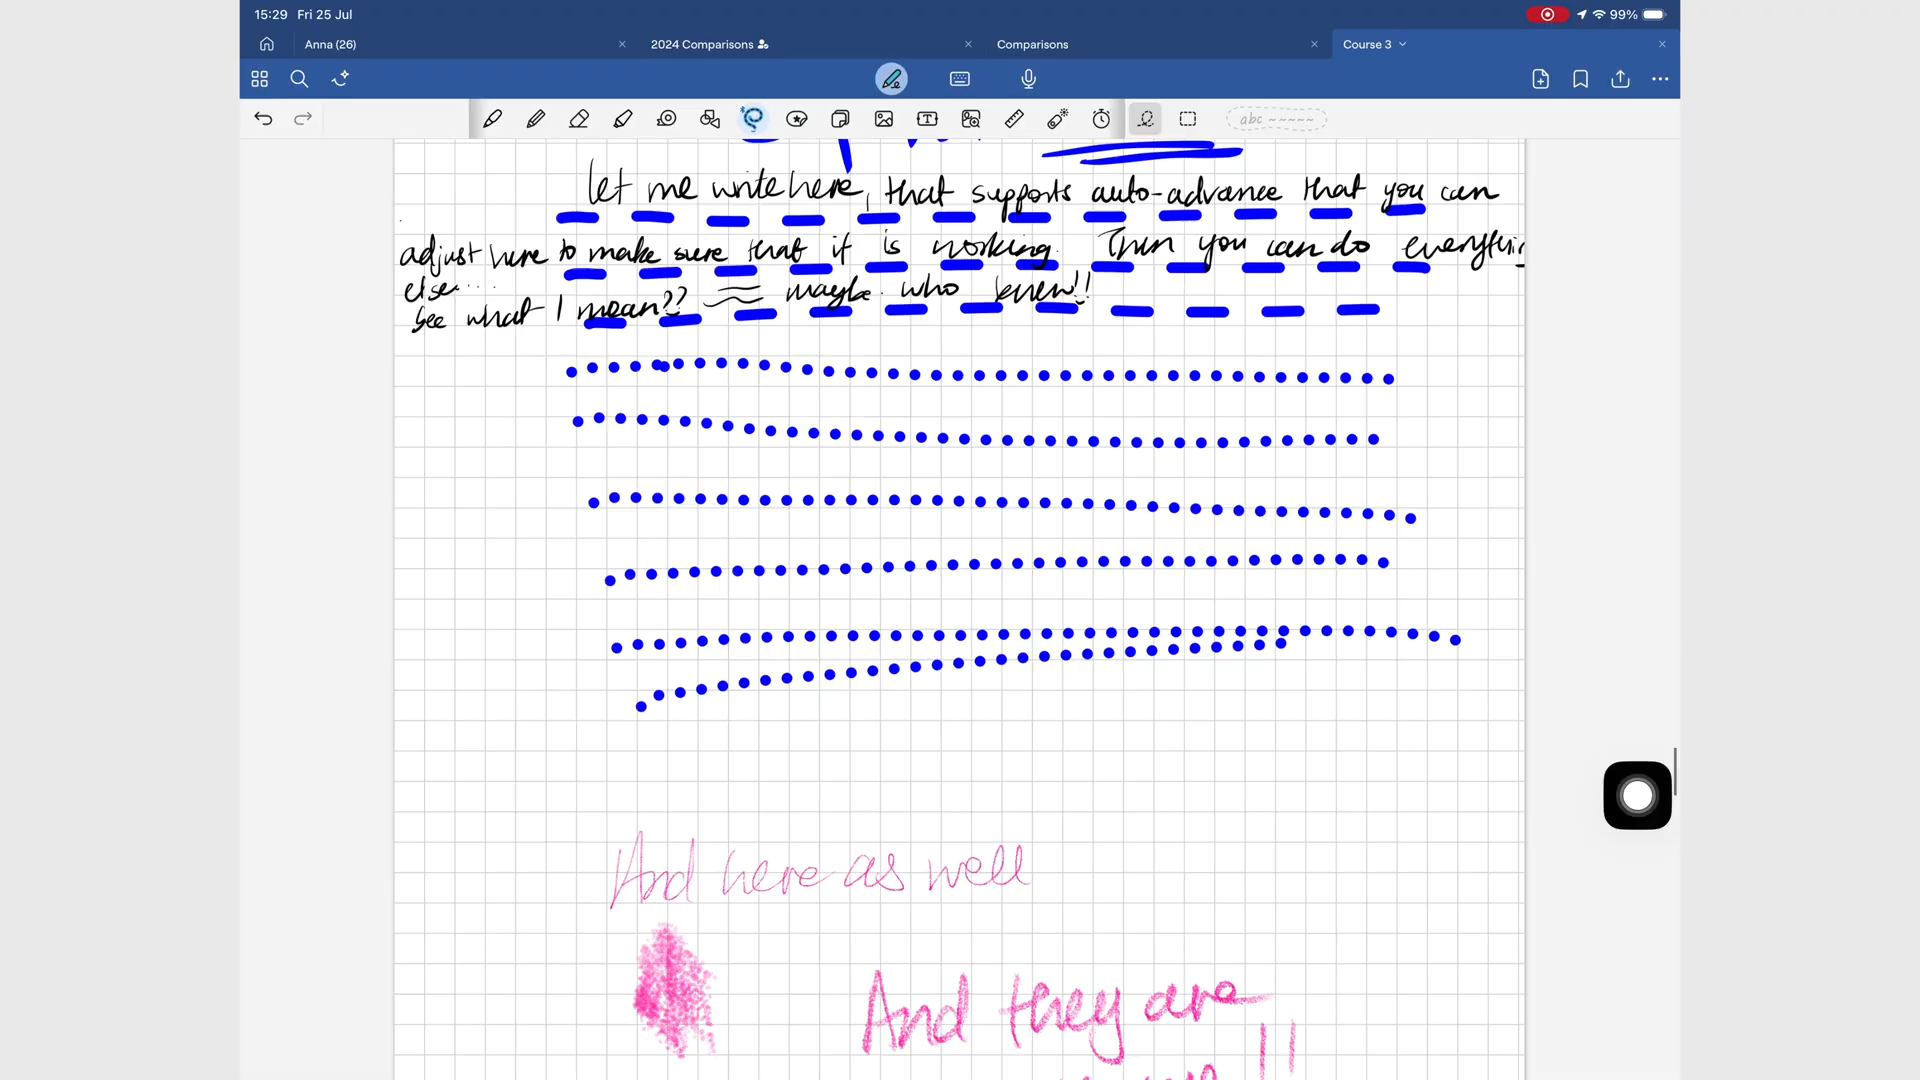 15:29 Fri 25 Jul 99%
Anna (26) 2024 Comparisons Comparisons Course 3
abc
let me write here, that supports auto-advance that you can
adjust here to make sure that it is working. Then you can do everything
else...
See what I mean?? maybe who knew!!
And here as well
And they are
!!